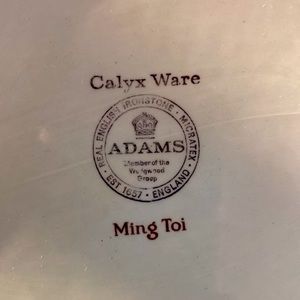 Calyx Ware
REAL ENGLISH IRONSTONE · MICRATEX
ADAMS
Member of the
Wedgwood
Group
EST 1657 · ENGLAND
Ming Toi